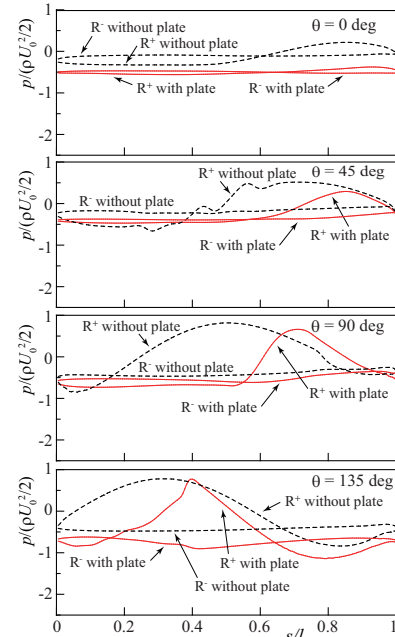 1
0
-1
-2
p/(ρU₀²/2)
θ = 0 deg
R⁻ without plate
R⁺ without plate
R⁺ with plate
R⁻ with plate
1
0
-1
-2
p/(ρU₀²/2)
θ = 45 deg
R⁺ without plate
R⁻ without plate
R⁻ with plate
R⁺ with plate
1
0
-1
-2
p/(ρU₀²/2)
θ = 90 deg
R⁺ without plate
R⁻ without plate
R⁺ with plate
R⁻ with plate
1
0
-1
-2
p/(ρU₀²/2)
θ = 135 deg
R⁺ without plate
R⁻ with plate
R⁺ with plate
R⁻ without plate
0 0.2 0.4 0.6 0.8 1